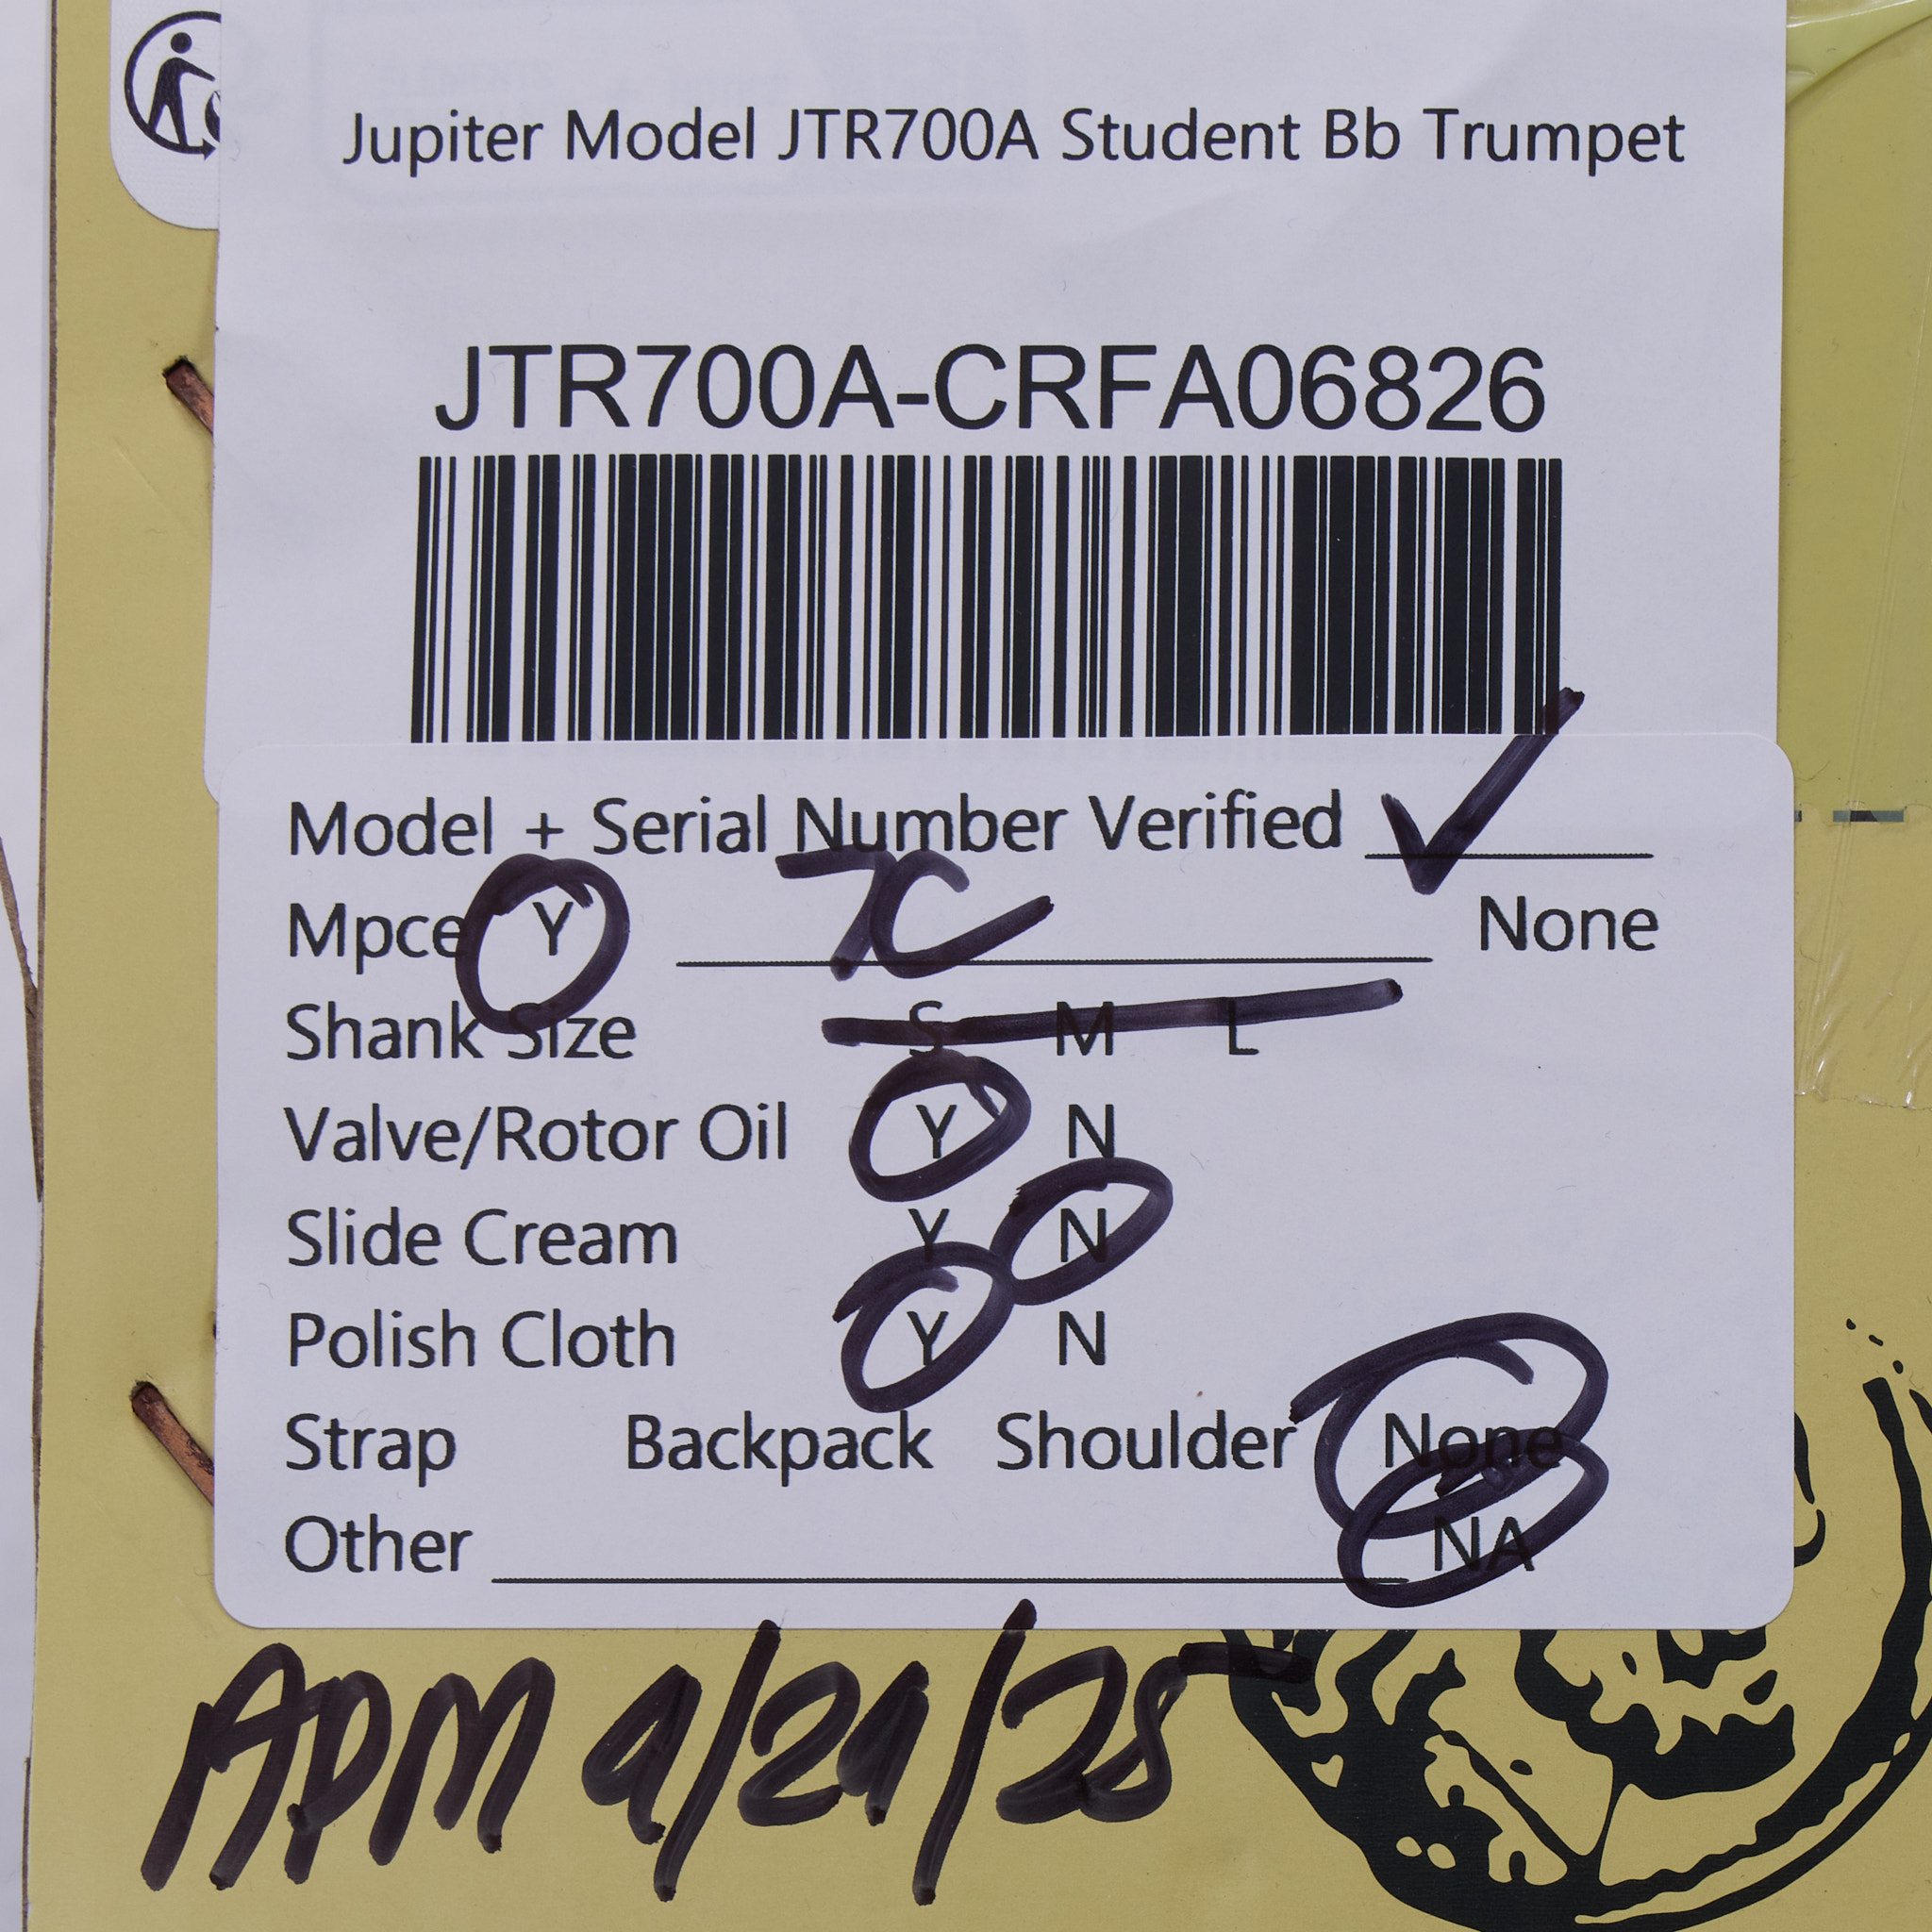 Jupiter Model JTR700A Student Bb Trumpet
JTR700A-CRFA06826
Model + Serial Number Verified ✓
Mpce Y 7C None
Shank Size S M L
Valve/Rotor Oil Y N
Slide Cream Y N
Polish Cloth Y N
Strap Backpack Shoulder None
Other NA
ADM 9/29/25